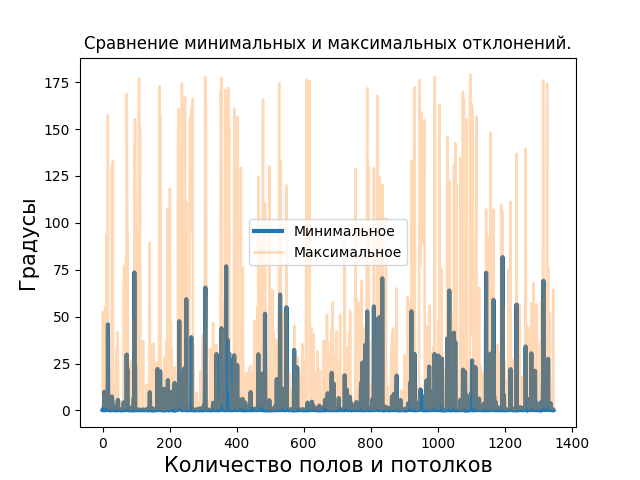 Сравнение минимальных и максимальных отклонений.
Градусы
175
150
125
100
75
50
25
0
Минимальное
Максимальное
0 200 400 600 800 1000 1200 1400
Количество полов и потолков